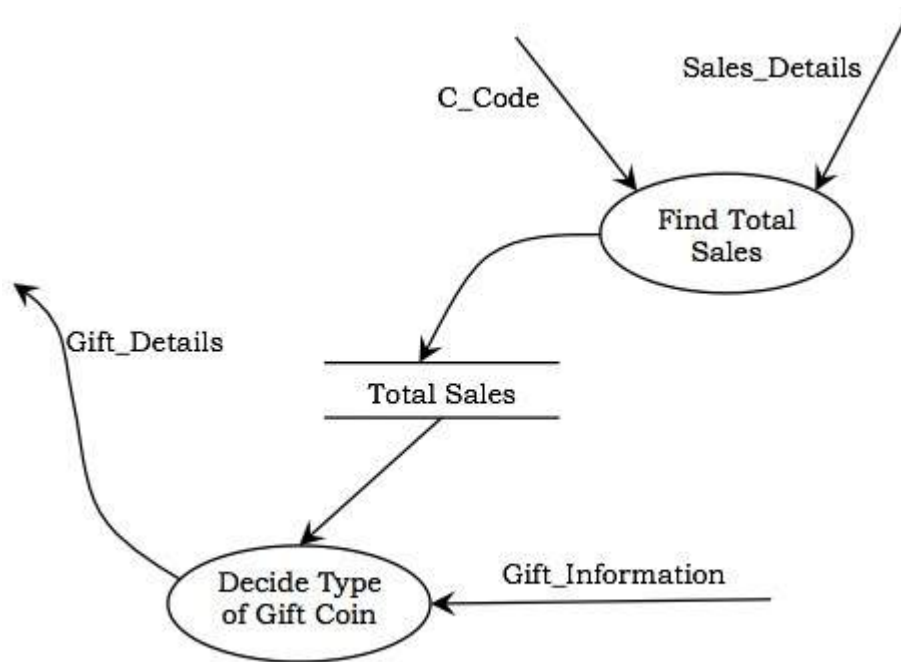 Sales_Details
C_Code
Find Total
Sales
Gift_Details
Total Sales
Gift_Information
Decide Type
of Gift Coin